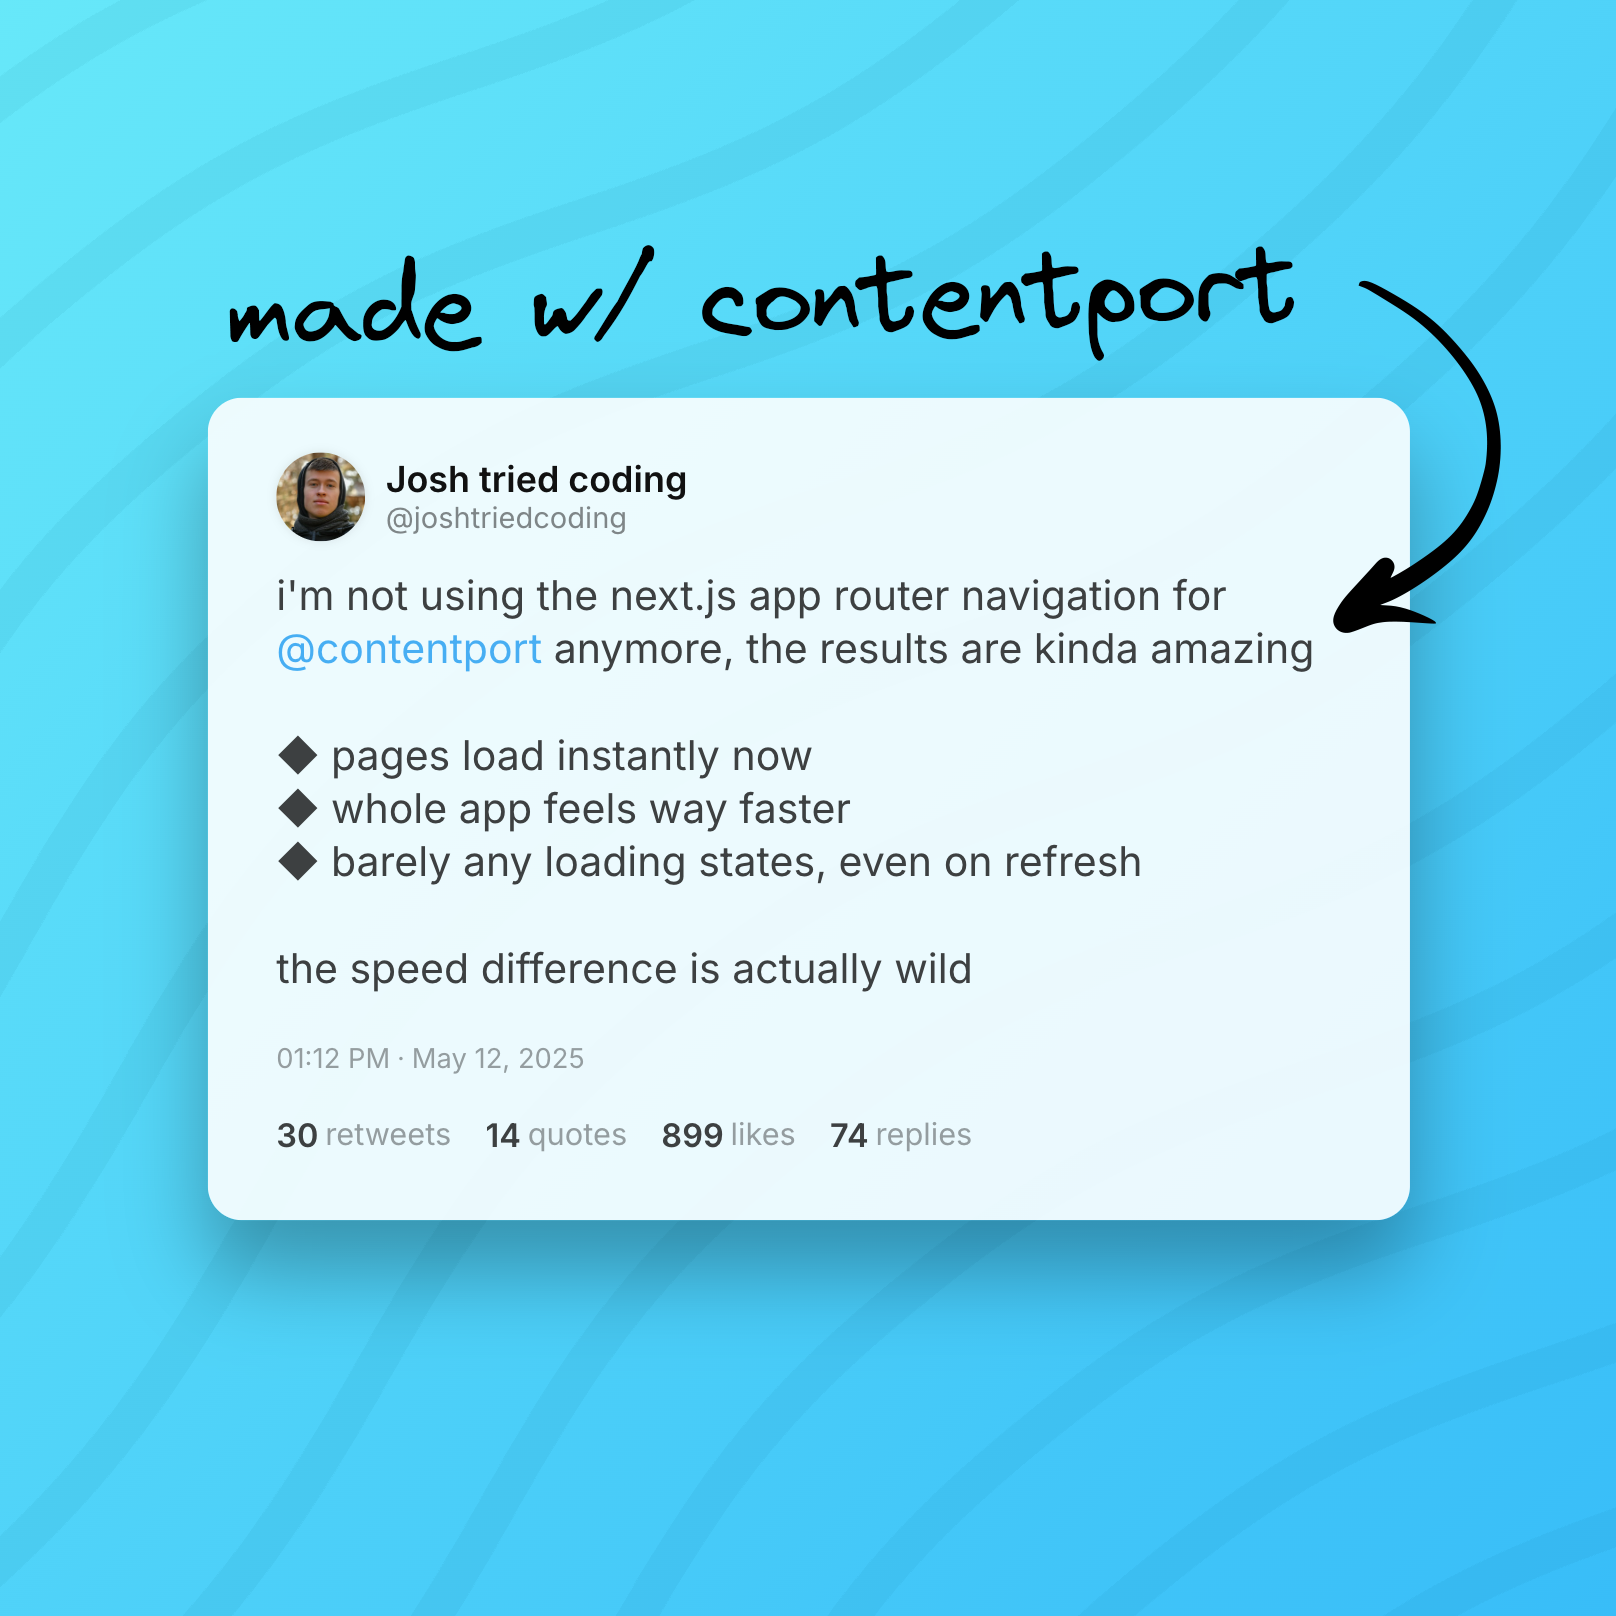 made w/ contentport
Josh tried coding
@joshtriedcoding
i'm not using the next.js app router navigation for
@contentport anymore, the results are kinda amazing
◆ pages load instantly now
◆ whole app feels way faster
◆ barely any loading states, even on refresh
the speed difference is actually wild
01:12 PM · May 12, 2025
30 retweets 14 quotes 899 likes 74 replies